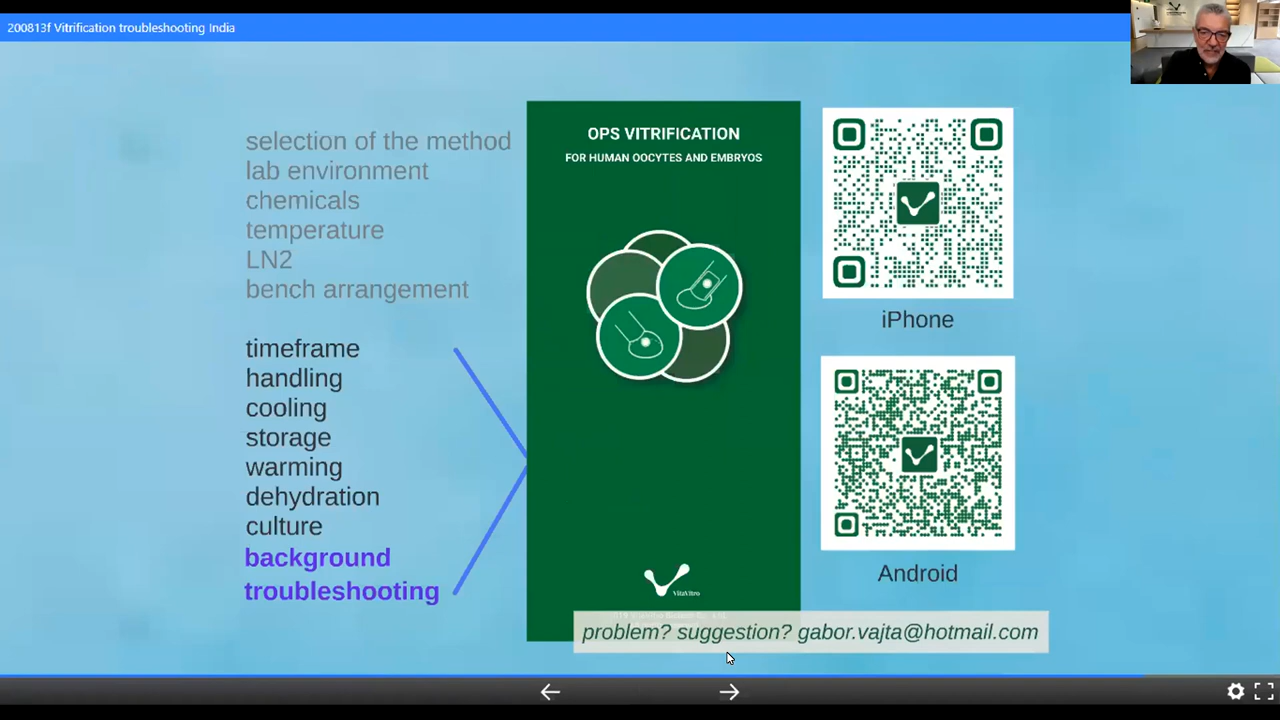 200813f Vitrification troubleshooting India
selection of the method
lab environment
chemicals
temperature
LN2
bench arrangement
timeframe
handling
cooling
storage
warming
dehydration
culture
background
troubleshooting
OPS VITRIFICATION
FOR HUMAN OOCYTES AND EMBRYOS
VitaVitro
iPhone
Android
problem? suggestion? gabor.vajta@hotmail.com